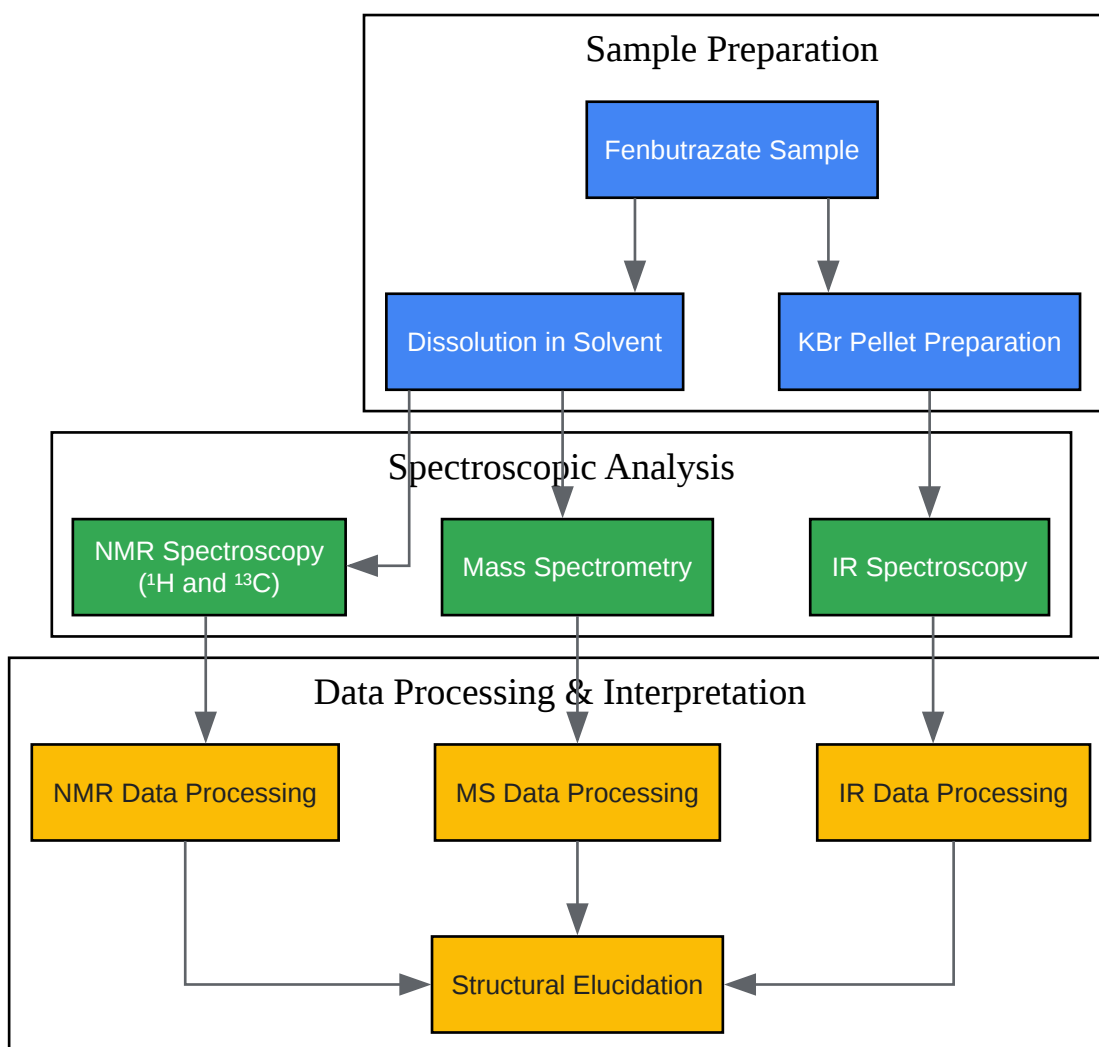 Sample Preparation
Fenbutrazate Sample
Dissolution in Solvent
KBr Pellet Preparation
Spectroscopic Analysis
NMR Spectroscopy
(¹H and ¹³C)
Mass Spectrometry
IR Spectroscopy
Data Processing & Interpretation
NMR Data Processing
MS Data Processing
IR Data Processing
Structural Elucidation